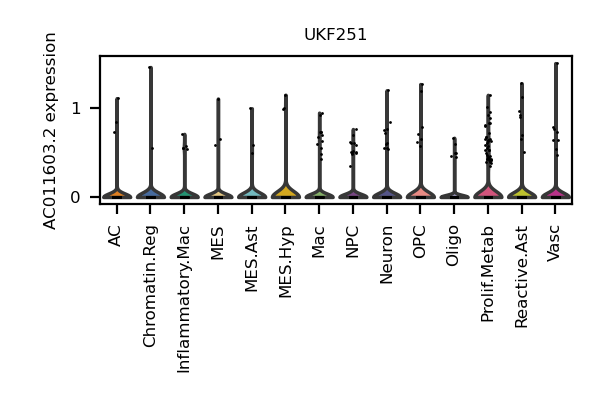 UKF251
AC011603.2 expression
1
0
AC
Chromatin.Reg
Inflammatory.Mac
MES
MES.Ast
MES.Hyp
Mac
NPC
Neuron
OPC
Oligo
Prolif.Metab
Reactive.Ast
Vasc